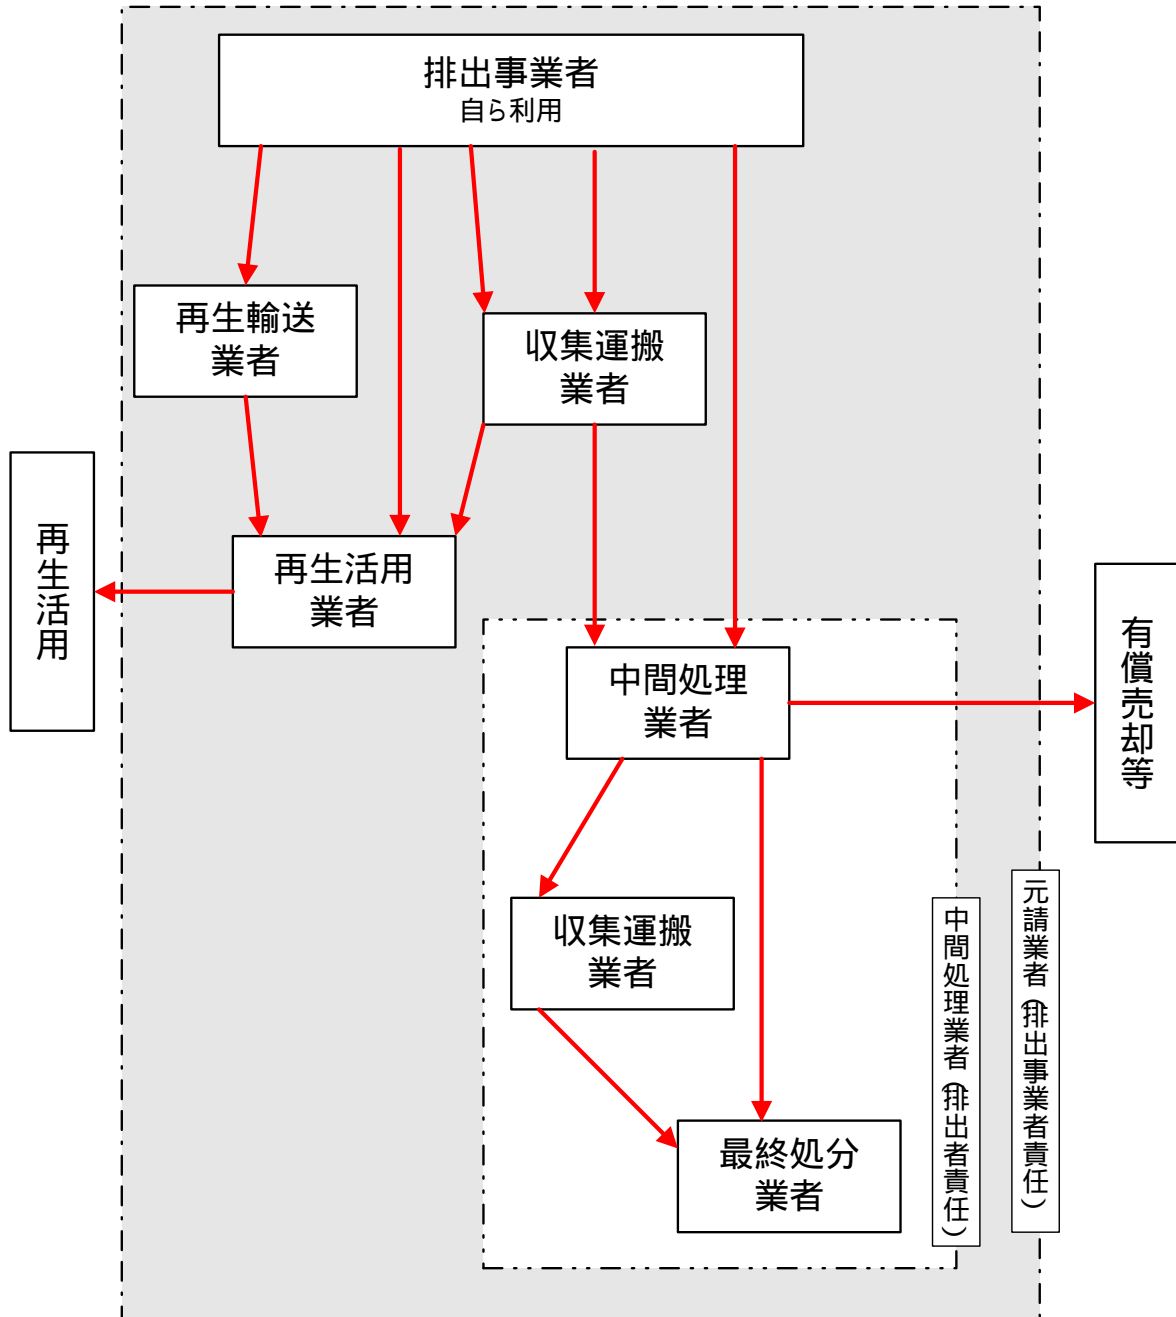 排出事業者
自ら利用
再生輸送
業者
収集運搬
業者
再生活用
再生活用
業者
中間処理
業者
有償売却等
収集運搬
業者
最終処分
業者
中間処理業者（排出者責任）
元請業者（排出事業者責任）